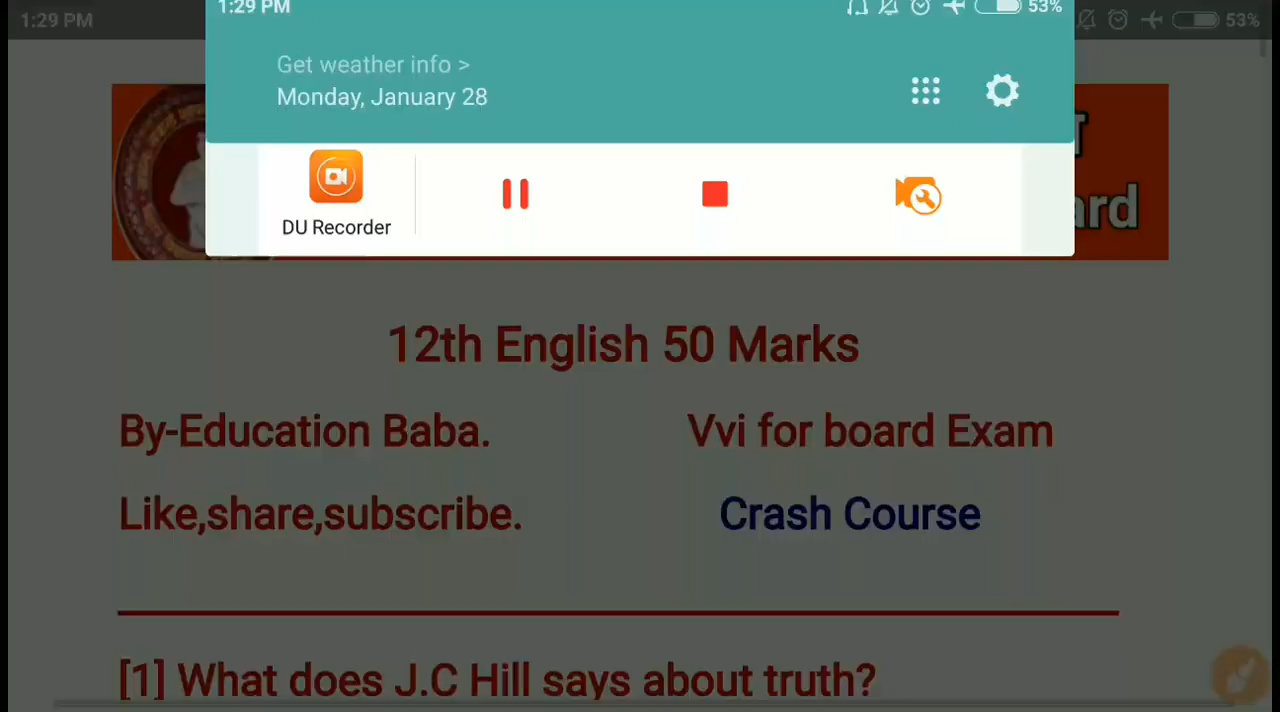 1:29 PM
53%
1:29 PM
53%
Get weather info >
Monday, January 28
DU Recorder
ard
12th English 50 Marks
By-Education Baba.
Vvi for board Exam
Like,share,subscribe.
Crash Course
[1] What does J.C Hill says about truth?